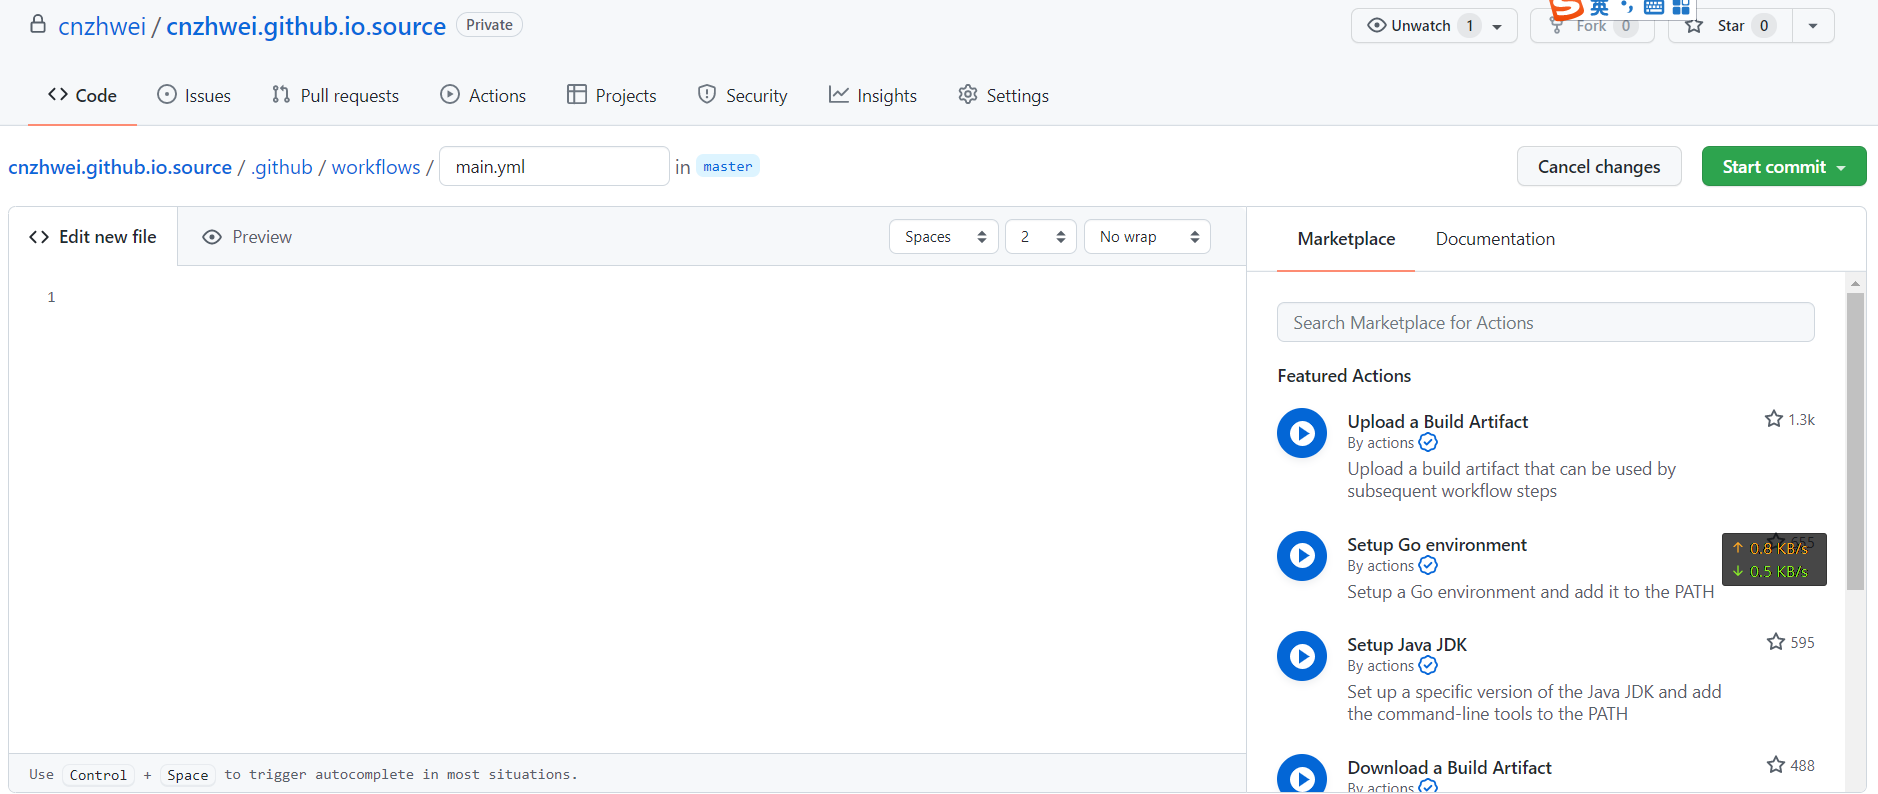 cnzhwei / cnzhwei.github.io.source Private
英
Unwatch 1
Fork 0
Star 0
Code Issues Pull requests Actions Projects Security Insights Settings
cnzhwei.github.io.source / .github / workflows / main.yml in master
Cancel changes
Start commit
Edit new file
Preview
Spaces
2
No wrap
1
Use Control + Space to trigger autocomplete in most situations.
Marketplace
Documentation
Search Marketplace for Actions
Featured Actions
Upload a Build Artifact 1.3k
By actions
Upload a build artifact that can be used by
subsequent workflow steps
Setup Go environment
By actions
Setup a Go environment and add it to the PATH
↑ 0.8 KB/s
↓ 0.5 KB/s
Setup Java JDK 595
By actions
Set up a specific version of the Java JDK and add
the command-line tools to the PATH
Download a Build Artifact 488
By actions